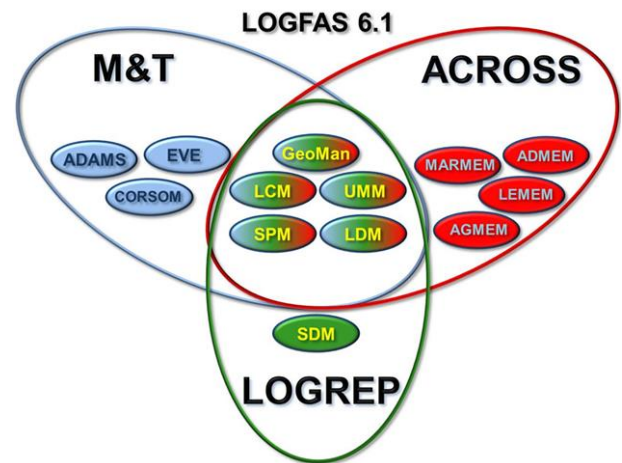 LOGFAS 6.1
M&T
ACROSS
ADAMS
EVE
CORSOM
GeoMan
LCM
UMM
SPM
LDM
MARMEM
ADMEM
LEMEM
AGMEM
SDM
LOGREP